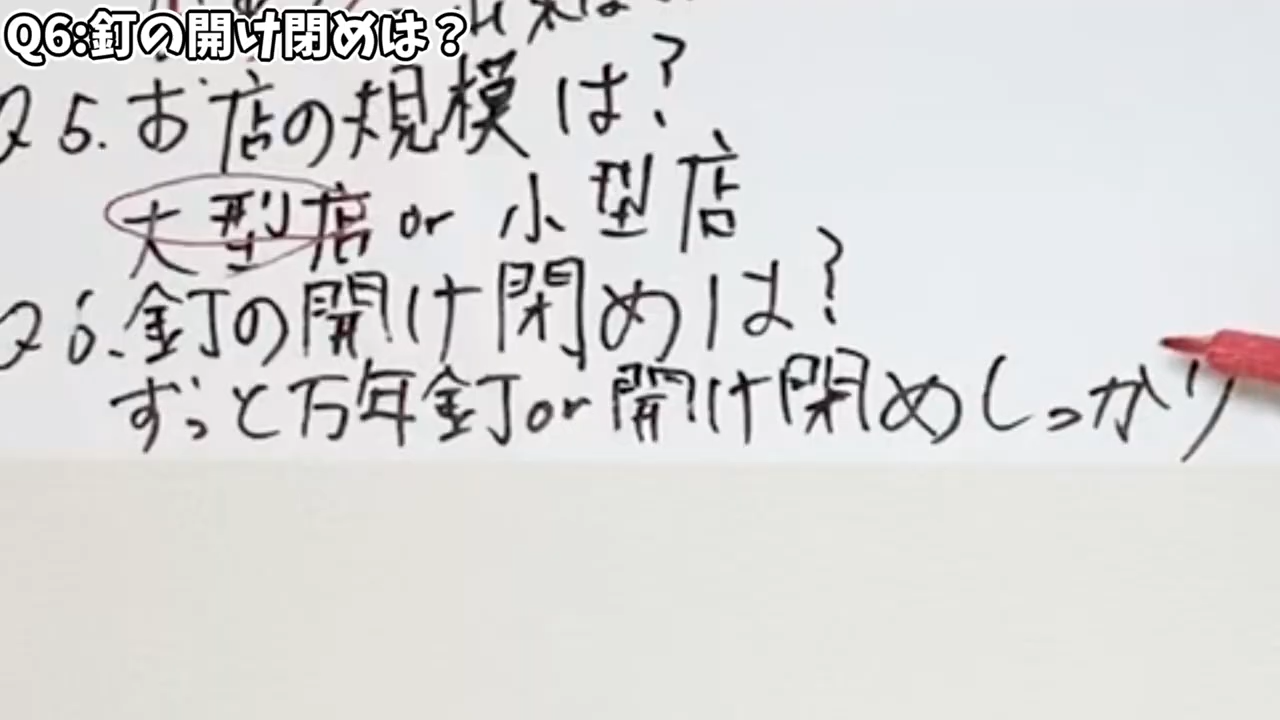 Q6:釘の開け閉めは？
Q5.お店の規模は?
大型店 or 小型店
Q6.釘の開け閉めは?
ずっと万年釘or開け閉めしっかり